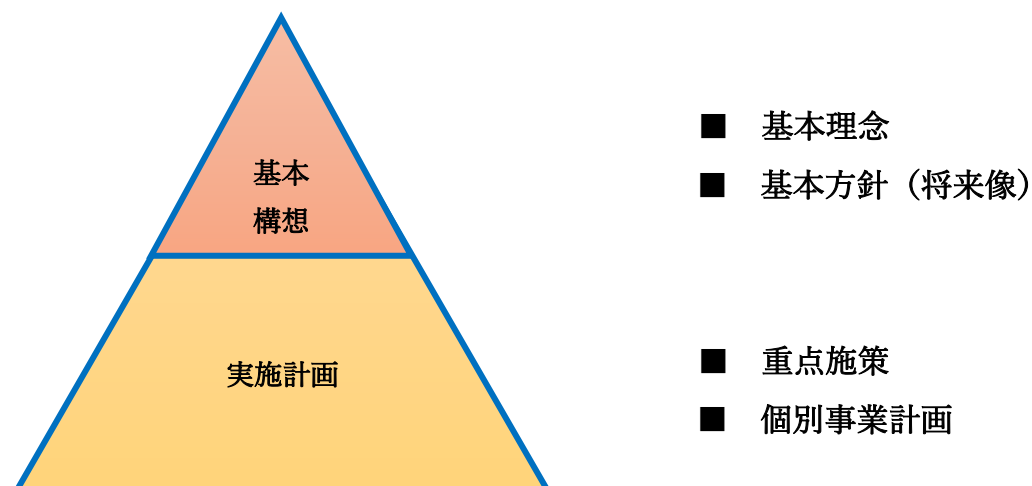 基本
構想
■ 基本理念
■ 基本方針（将来像）
実施計画
■ 重点施策
■ 個別事業計画